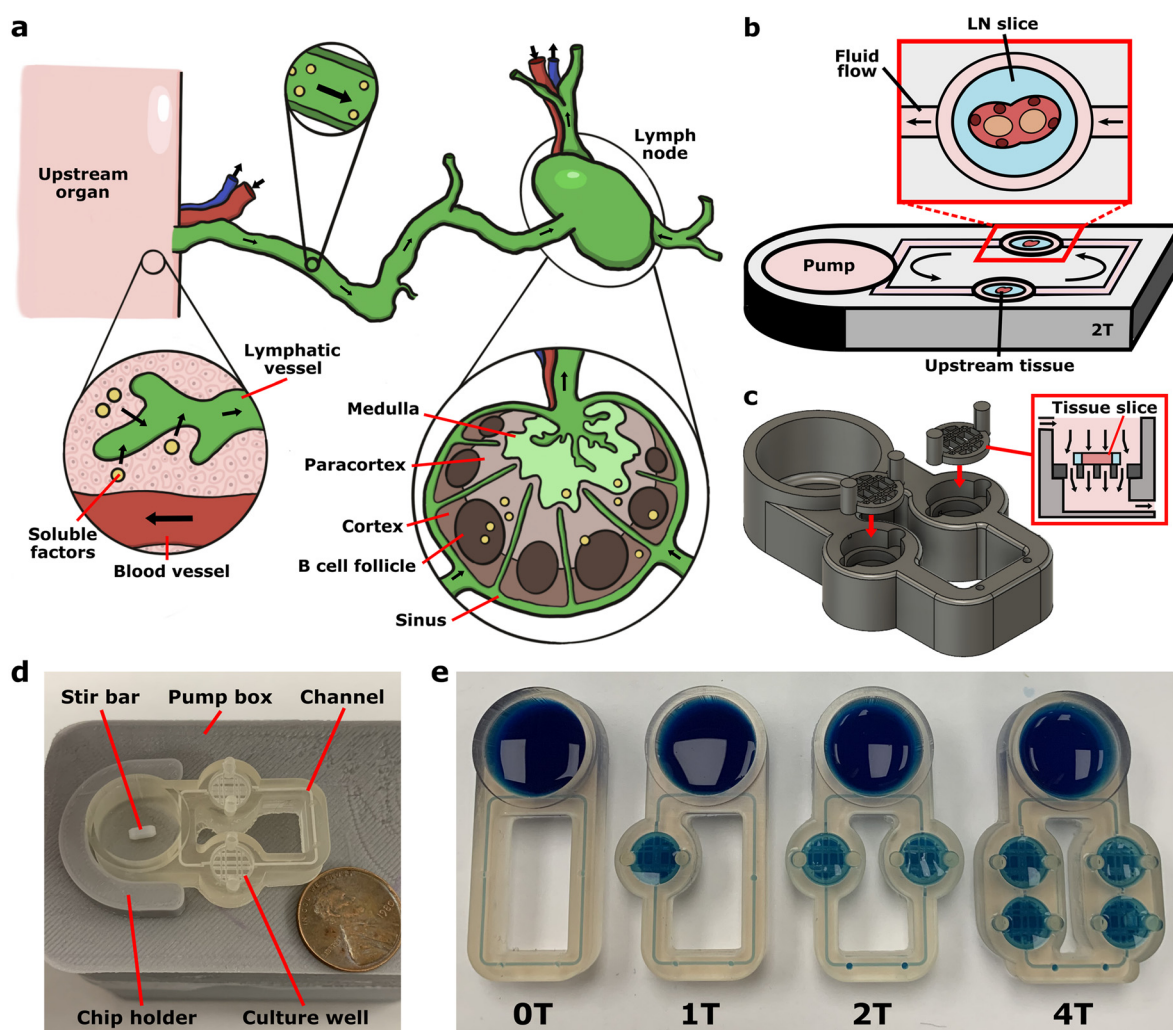 a
Upstream
organ
Lymph
node
Lymphatic
vessel
Soluble
factors
Blood vessel
Medulla
Paracortex
Cortex
B cell follicle
Sinus
b
LN slice
Fluid
flow
Pump
2T
Upstream tissue
c
Tissue slice
d
Stir bar
Pump box
Channel
Chip holder
Culture well
e
0T
1T
2T
4T